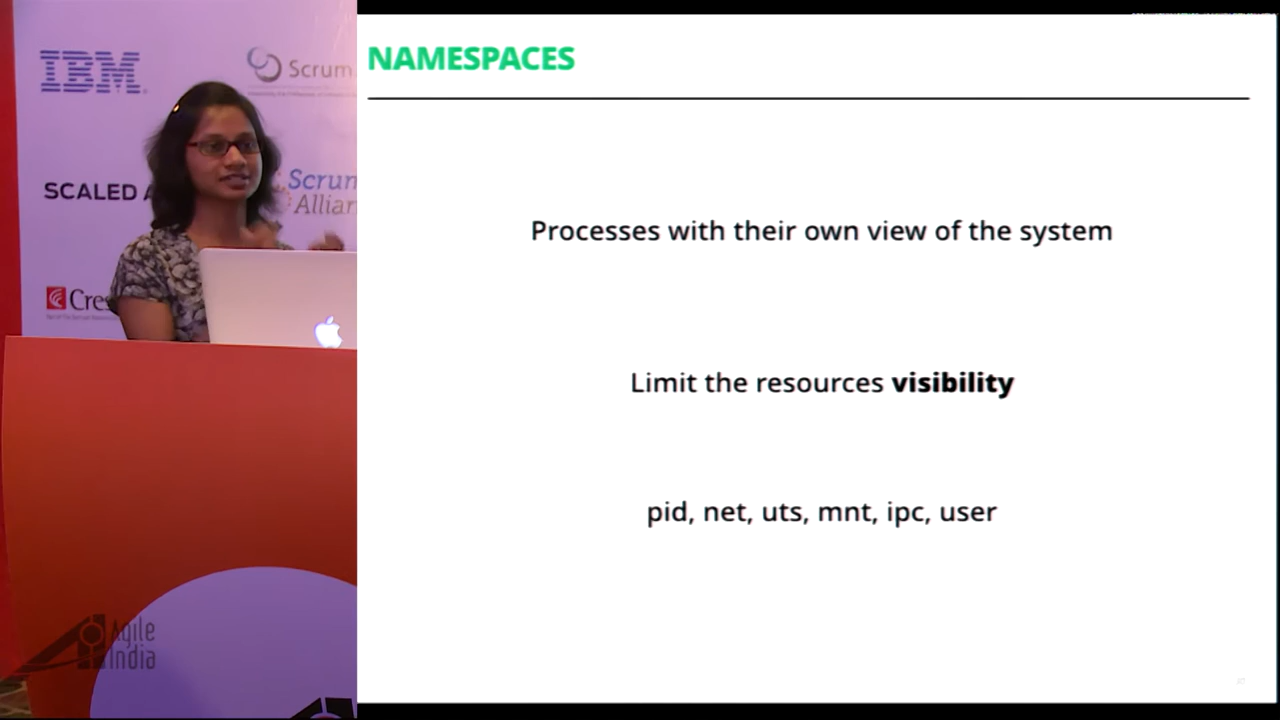 IBM
Scrum.
SCALED A
Scrum
Allian
Cres
Agile
India
NAMESPACES
Processes with their own view of the system
Limit the resources visibility
pid, net, uts, mnt, ipc, user